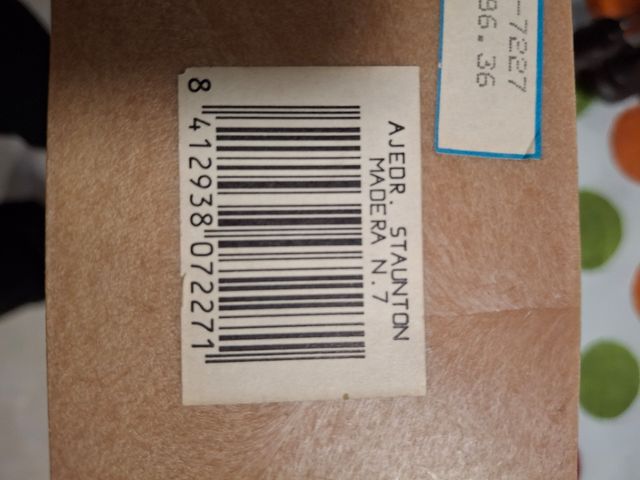 -7227
96.36
AJEDR. STAUNTON
MADERA N.7
8 412938 072271